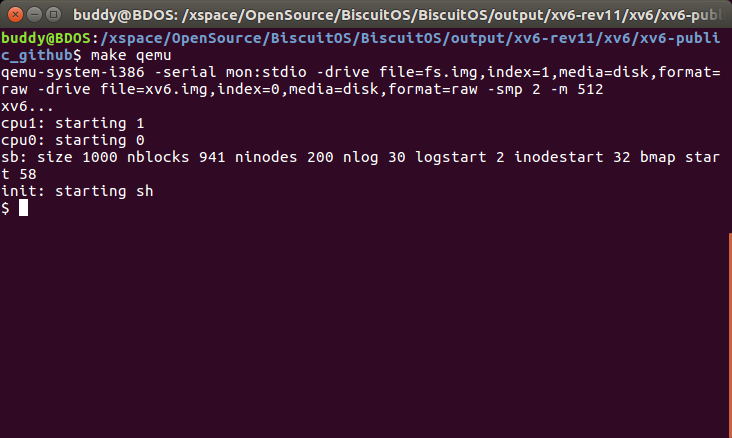 buddy@BDOS: /xspace/OpenSource/BiscuitOS/BiscuitOS/output/xv6-rev11/xv6/xv6-publ
buddy@BDOS:/xspace/OpenSource/BiscuitOS/BiscuitOS/output/xv6-rev11/xv6/xv6-publi
c_github$ make qemu
qemu-system-i386 -serial mon:stdio -drive file=fs.img,index=1,media=disk,format=
raw -drive file=xv6.img,index=0,media=disk,format=raw -smp 2 -m 512
xv6...
cpu1: starting 1
cpu0: starting 0
sb: size 1000 nblocks 941 ninodes 200 nlog 30 logstart 2 inodestart 32 bmap star
t 58
init: starting sh
$